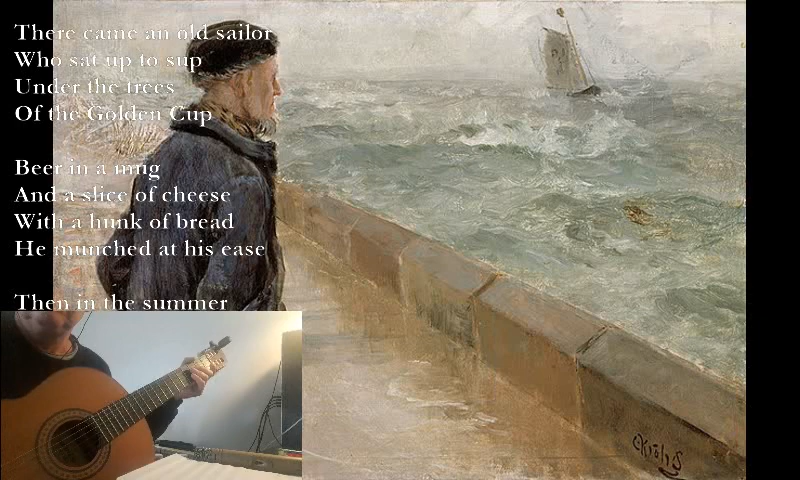 There came an old sailor
Who sat up to sup
Under the trees
Of the Golden Cup
Beer in a mug
And a slice of cheese
With a hunk of bread
He munched at his ease
Then in the summer